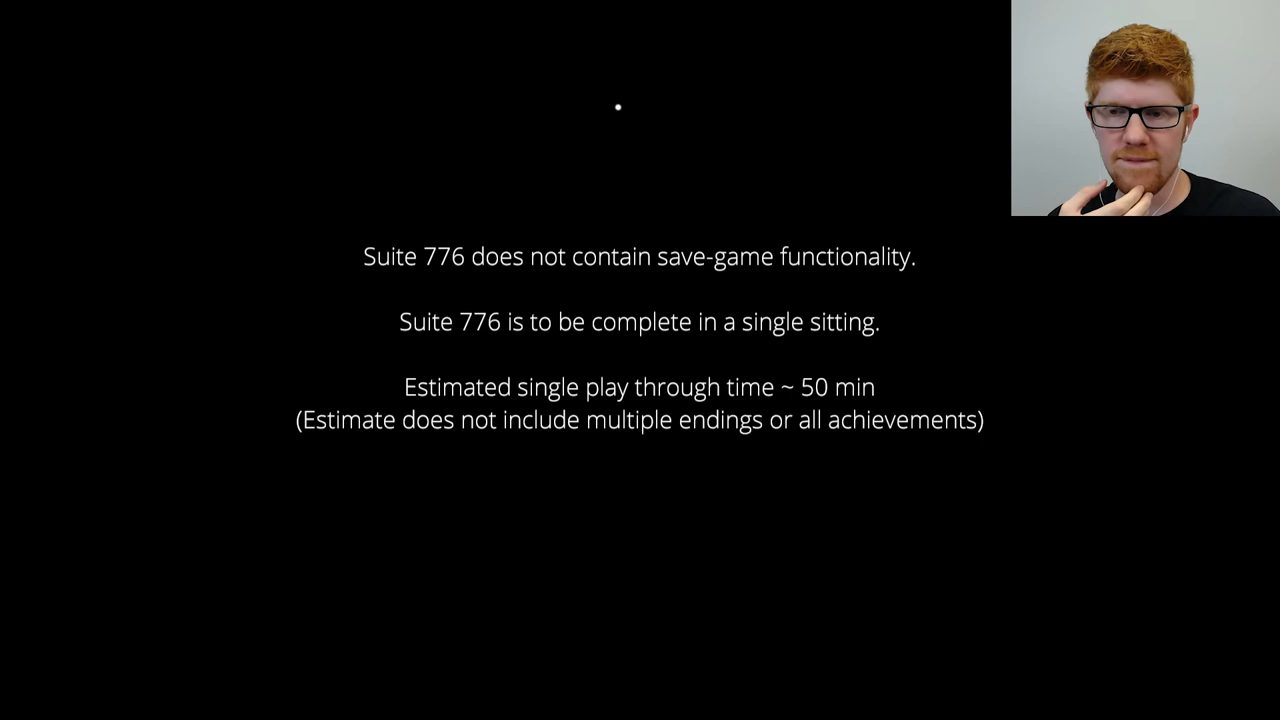 Suite 776 does not contain save-game functionality.
Suite 776 is to be complete in a single sitting.
Estimated single play through time ~ 50 min
(Estimate does not include multiple endings or all achievements)